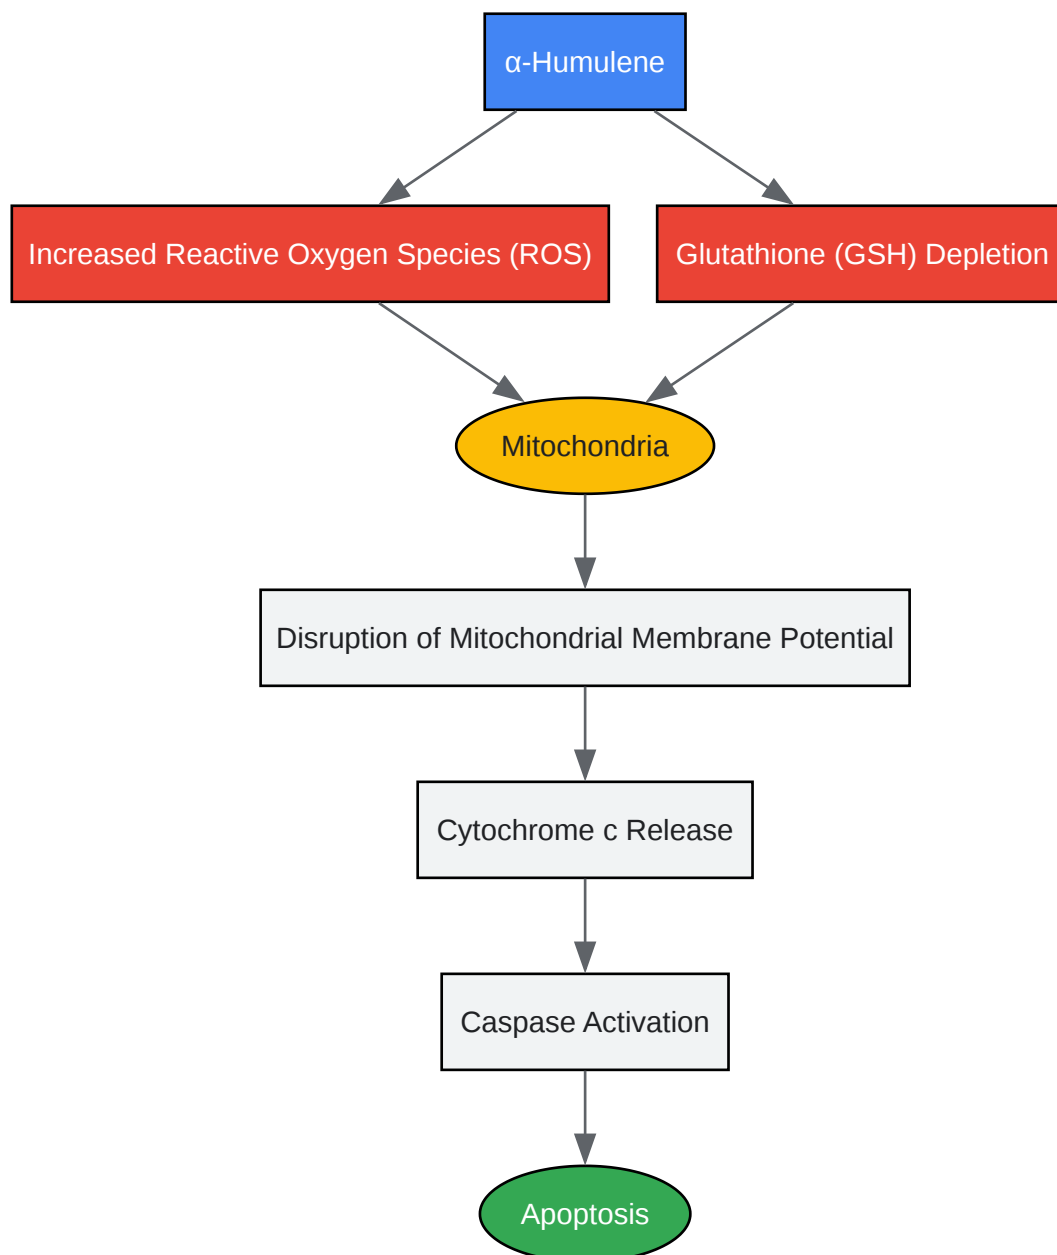 α-Humulene
Increased Reactive Oxygen Species (ROS)
Glutathione (GSH) Depletion
Mitochondria
Disruption of Mitochondrial Membrane Potential
Cytochrome c Release
Caspase Activation
Apoptosis